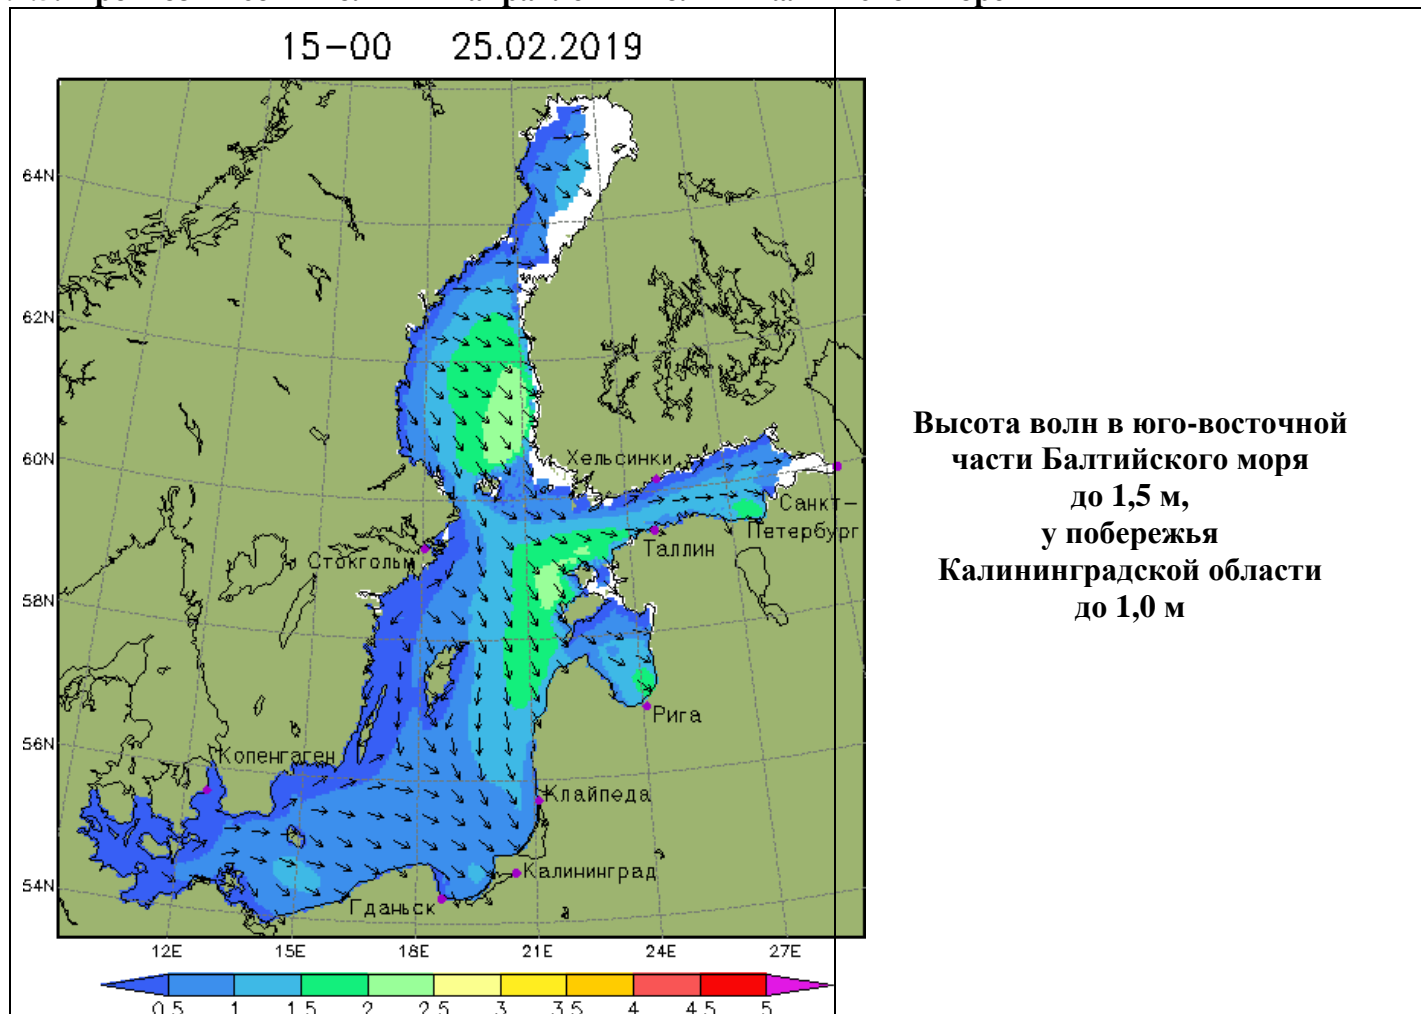 15-00 25.02.2019
64N
62N
60N
58N
56N
54N
Хельсинки
Санкт-
Петербург
Таллин
Стокгольм
Рига
Копенгаген
Клайпеда
Калининград
Гданьск
12E 15E 18E 21E 24E 27E
0.5 1 1.5 2 2.5 3 3.5 4 4.5 5
Высота волн в юго-восточной
части Балтийского моря
до 1,5 м,
у побережья
Калининградской области
до 1,0 м